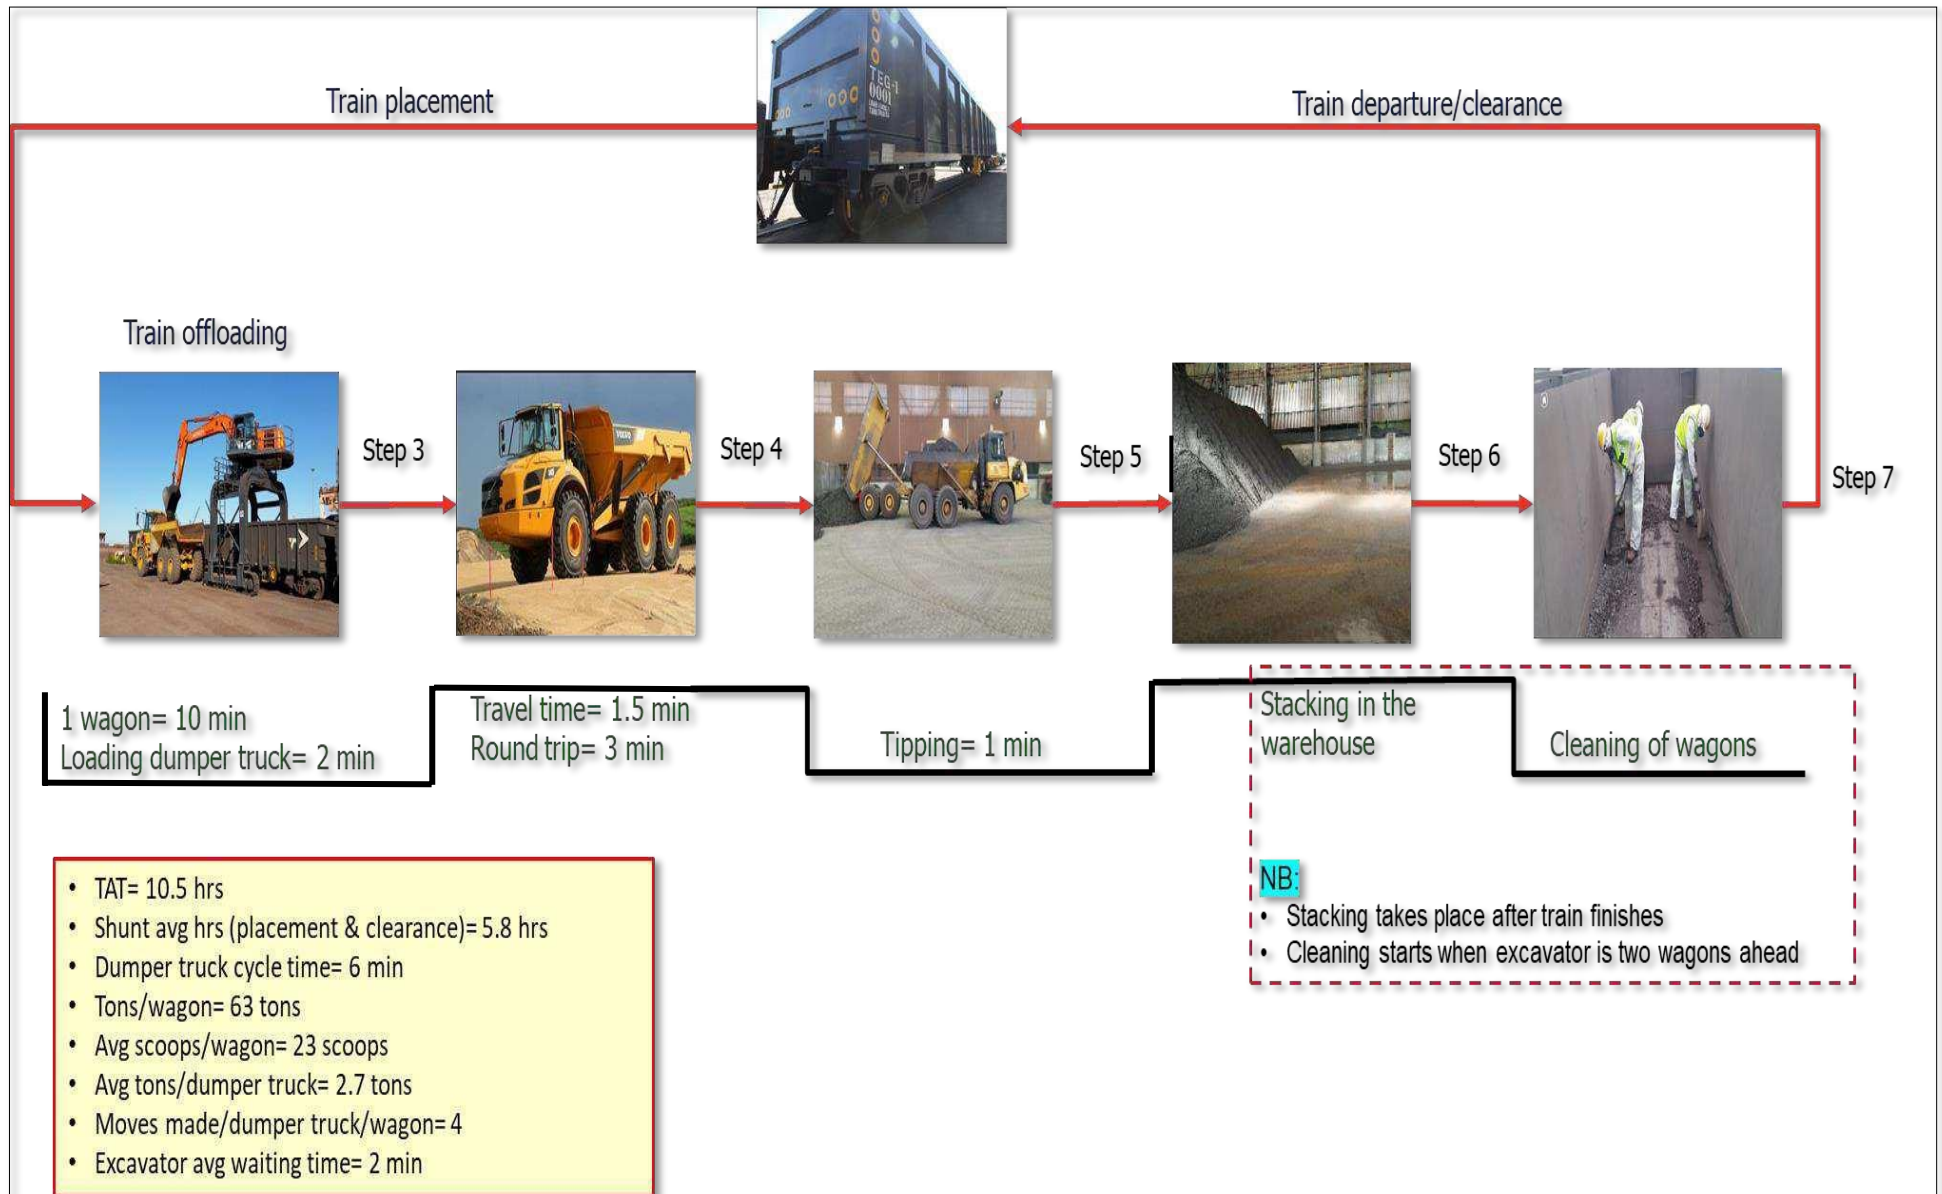 Train placement
Train departure/clearance
TEG-1
0001
Train offloading
Step 3
Step 4
Step 5
Step 6
Step 7
VOLVO
1 wagon= 10 min
Loading dumper truck= 2 min
Travel time= 1.5 min
Round trip= 3 min
Tipping= 1 min
Stacking in the
warehouse
Cleaning of wagons
• TAT= 10.5 hrs
• Shunt avg hrs (placement & clearance)= 5.8 hrs
• Dumper truck cycle time= 6 min
• Tons/wagon= 63 tons
• Avg scoops/wagon= 23 scoops
• Avg tons/dumper truck= 2.7 tons
• Moves made/dumper truck/wagon= 4
• Excavator avg waiting time= 2 min
NB:
• Stacking takes place after train finishes
• Cleaning starts when excavator is two wagons ahead